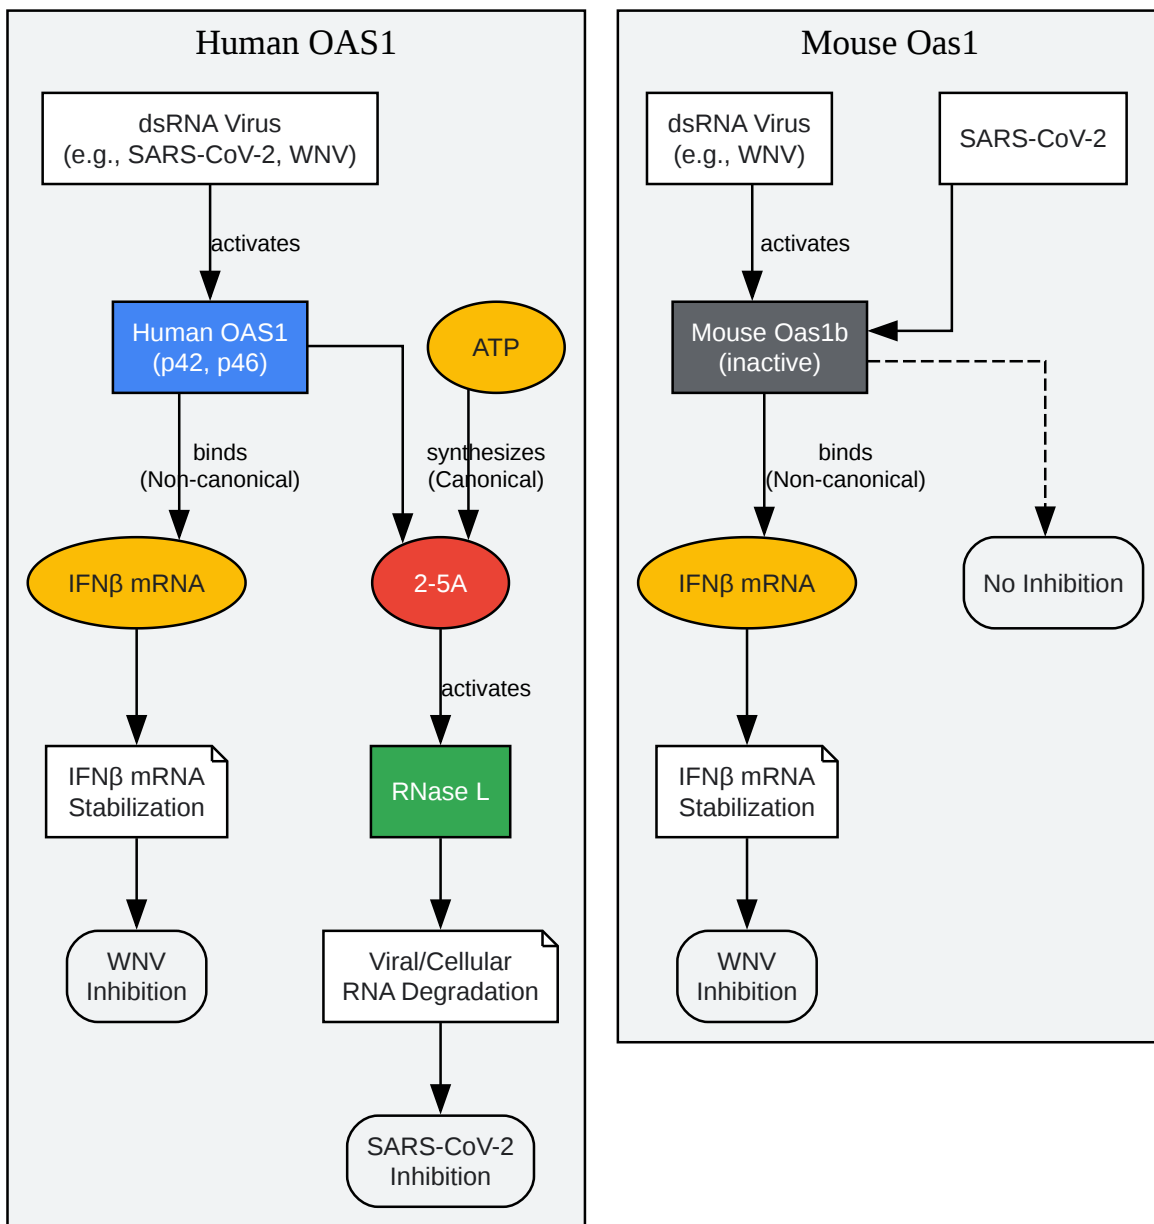 Human OAS1
dsRNA Virus
(e.g., SARS-CoV-2, WNV)
activates
Human OAS1
(p42, p46)
ATP
binds
(Non-canonical)
synthesizes
(Canonical)
IFNβ mRNA
2-5A
activates
IFNβ mRNA
Stabilization
RNase L
WNV
Inhibition
Viral/Cellular
RNA Degradation
SARS-CoV-2
Inhibition
Mouse Oas1
dsRNA Virus
(e.g., WNV)
SARS-CoV-2
activates
Mouse Oas1b
(inactive)
binds
(Non-canonical)
IFNβ mRNA
No Inhibition
IFNβ mRNA
Stabilization
WNV
Inhibition